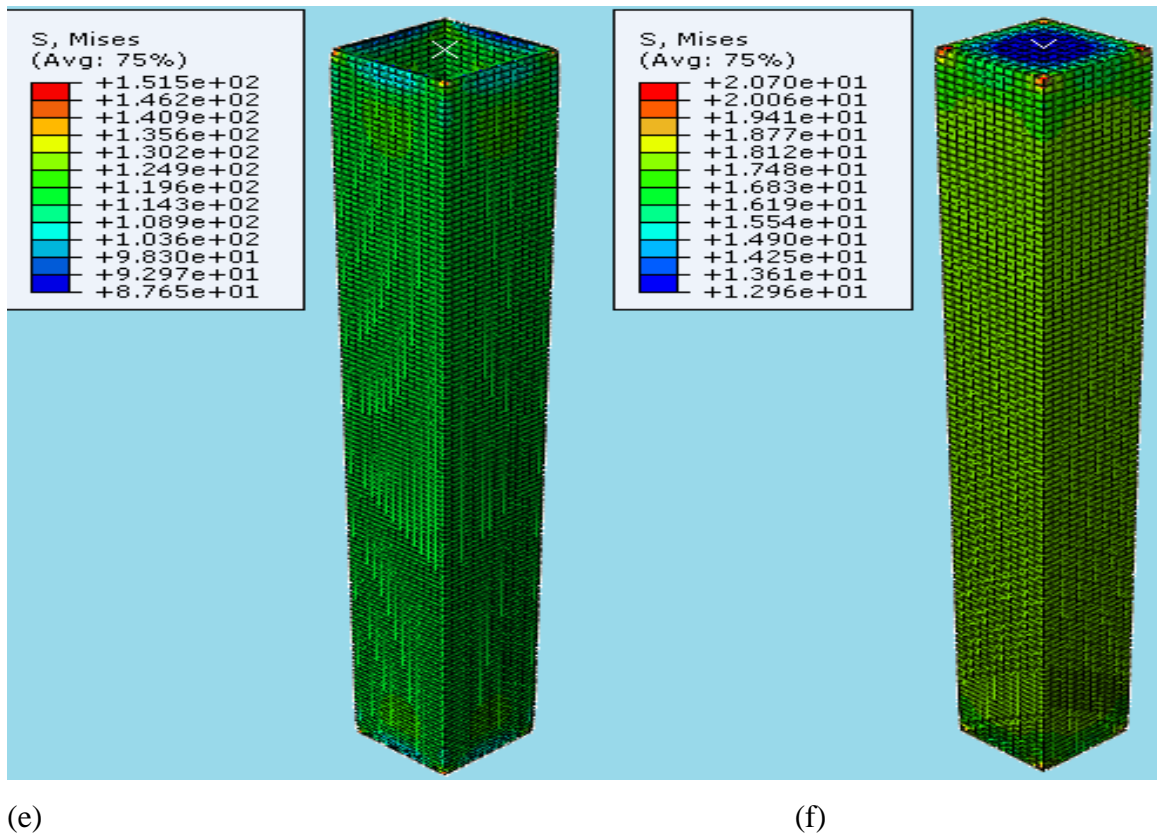 S, Mises
(Avg: 75%)
+1.515e+02
+1.462e+02
+1.409e+02
+1.356e+02
+1.302e+02
+1.249e+02
+1.196e+02
+1.143e+02
+1.089e+02
+1.036e+02
+9.830e+01
+9.297e+01
+8.765e+01
S, Mises
(Avg: 75%)
+2.070e+01
+2.006e+01
+1.941e+01
+1.877e+01
+1.812e+01
+1.748e+01
+1.683e+01
+1.619e+01
+1.554e+01
+1.490e+01
+1.425e+01
+1.361e+01
+1.296e+01
(e)
(f)